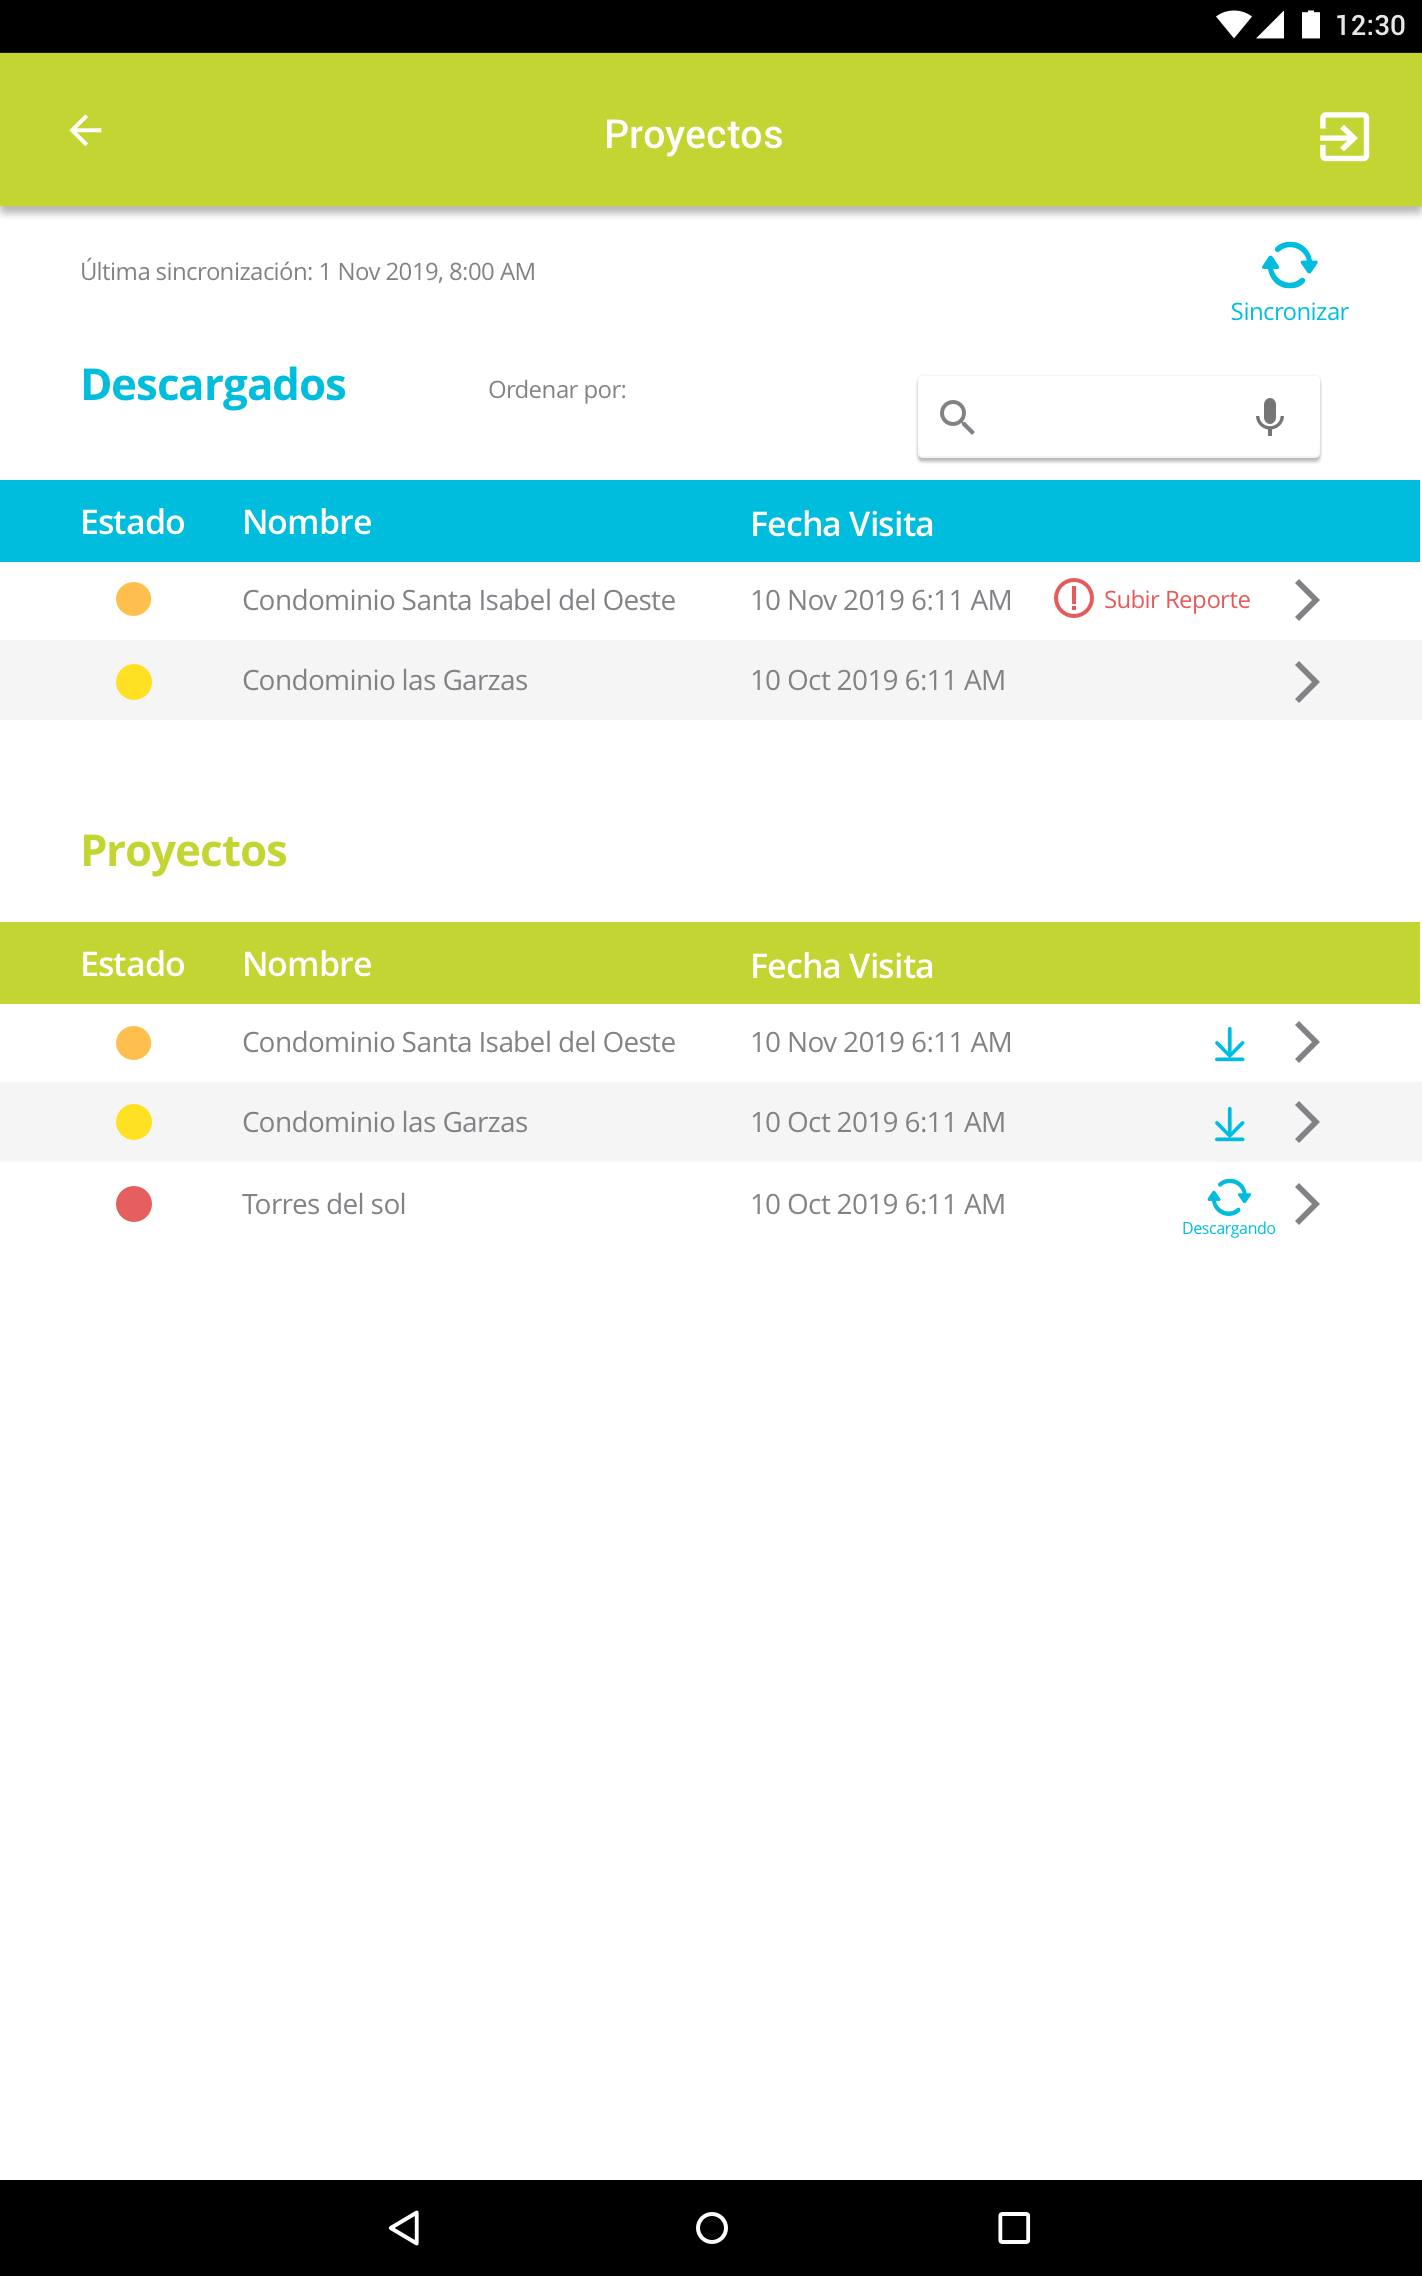 12:30
Proyectos
Última sincronización: 1 Nov 2019, 8:00 AM
Sincronizar
Descargados
Ordenar por:
Estado Nombre Fecha Visita
Condominio Santa Isabel del Oeste 10 Nov 2019 6:11 AM Subir Reporte
Condominio las Garzas 10 Oct 2019 6:11 AM
Proyectos
Estado Nombre Fecha Visita
Condominio Santa Isabel del Oeste 10 Nov 2019 6:11 AM
Condominio las Garzas 10 Oct 2019 6:11 AM
Torres del sol 10 Oct 2019 6:11 AM
Descargando